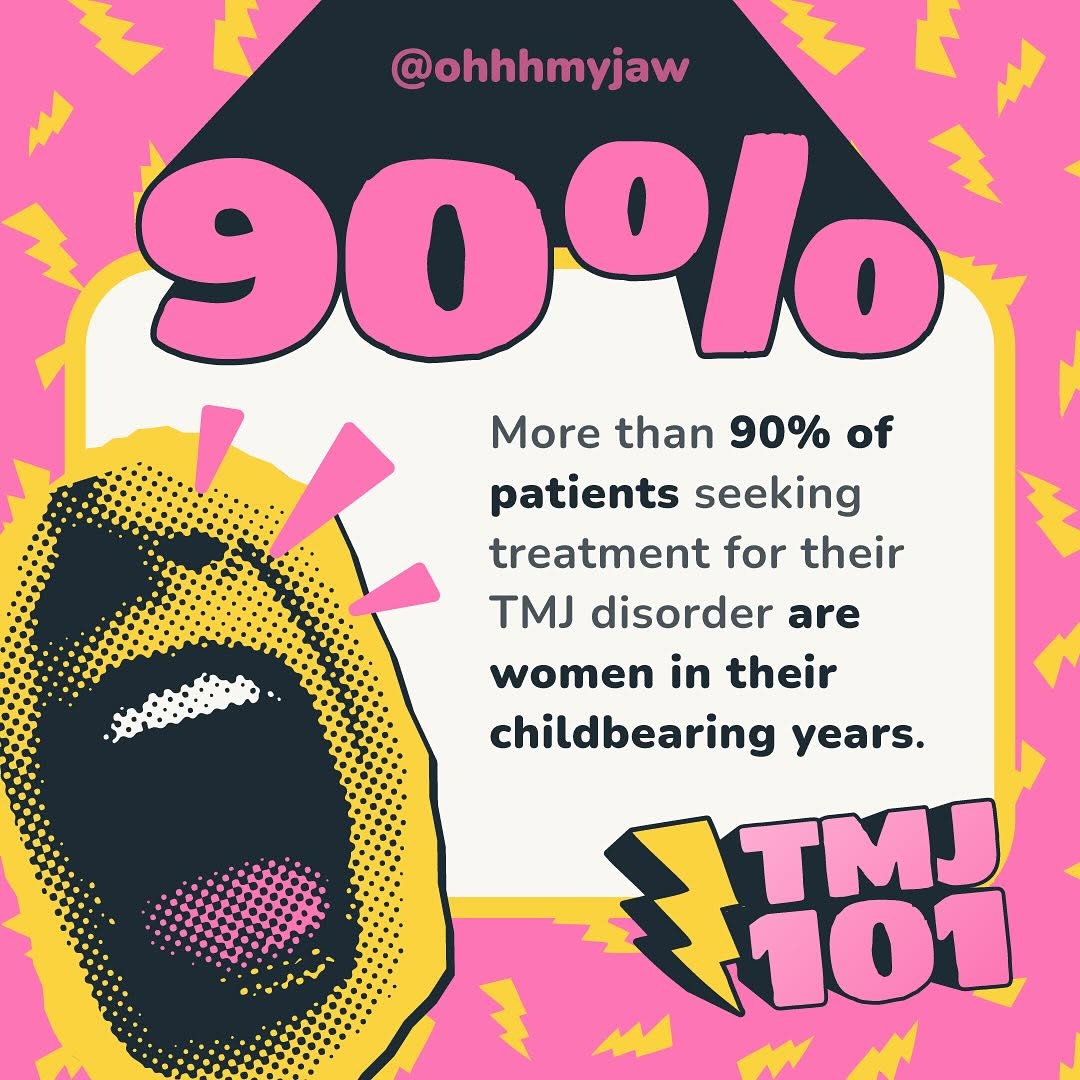 @ohhhmyjaw
90%
More than 90% of
patients seeking
treatment for their
TMJ disorder are
women in their
childbearing years.
TMJ
101